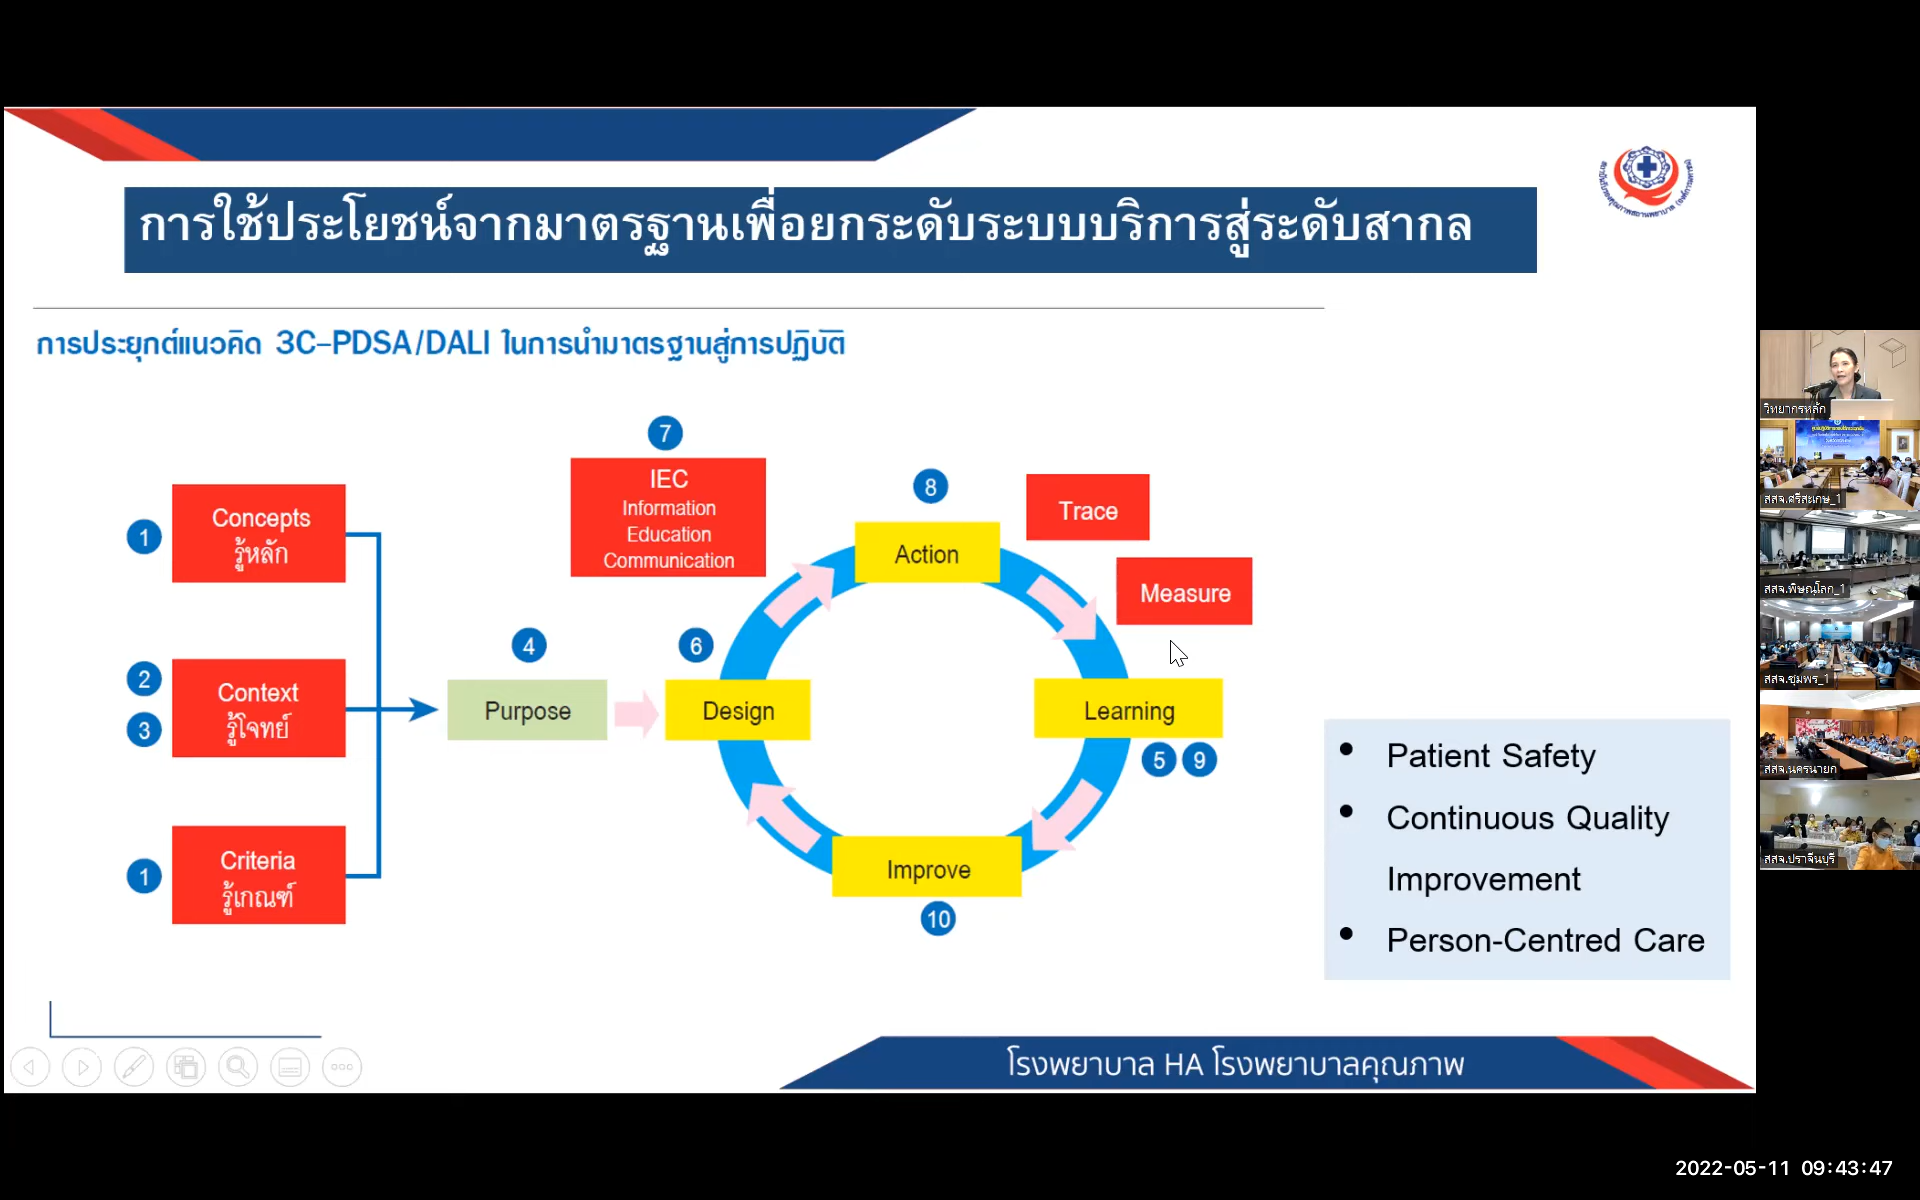 การใช้ประโยชน์จากมาตรฐานเพื่อยกระดับระบบบริการสู่ระดับสากล
การประยุกต์แนวคิด 3C–PDSA/DALI ในการนำมาตรฐานสู่การปฏิบัติ
1
Concepts
รู้หลัก
2
3
Context
รู้โจทย์
1
Criteria
รู้เกณฑ์
4
Purpose
7
IEC
Information
Education
Communication
6
Design
8
Action
Trace
Measure
Learning
5 9
Improve
10
• Patient Safety
• Continuous Quality
Improvement
• Person-Centred Care
โรงพยาบาล HA โรงพยาบาลคุณภาพ
วิทยากรหลัก
สสจ.ศรีสะเกษ_1
สสจ.พิษณุโลก_1
สสจ.ชุมพร_1
สสจ.นครนายก
สสจ.ปราจีนบุรี
2022-05-11 09:43:47